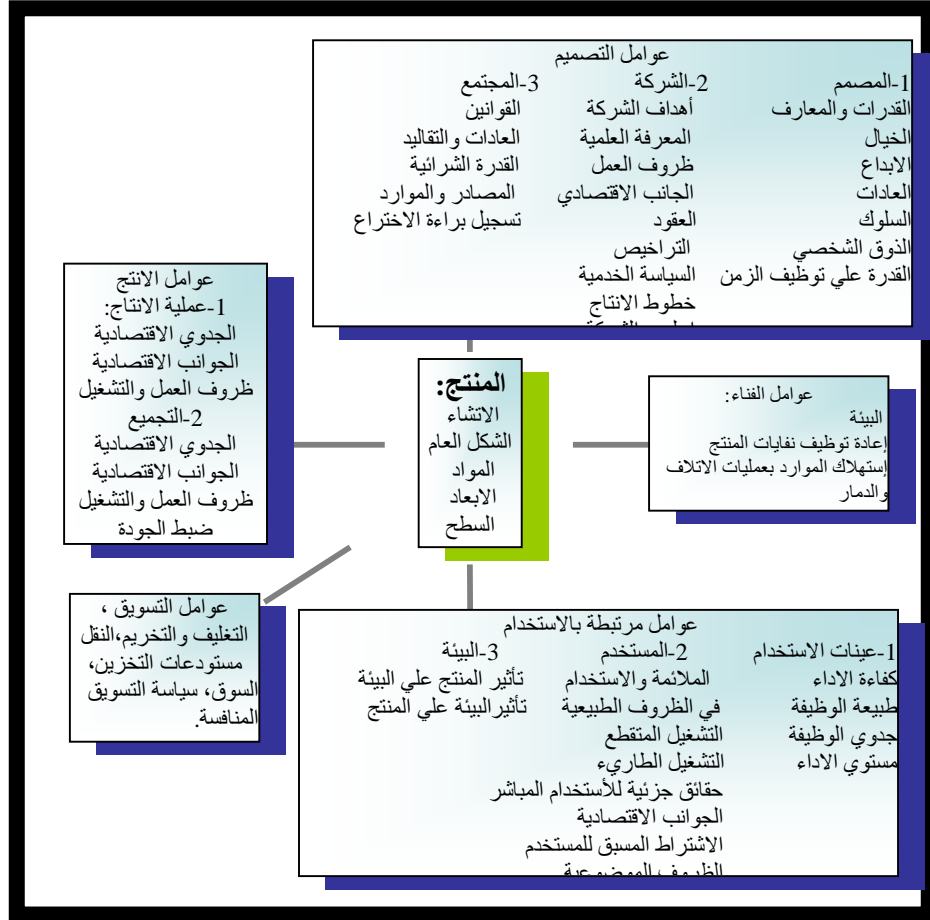 عوامل التصميم
1-المصمم 2-الشركة 3-المجتمع
القدرات والمعارف أهداف الشركة القوانين
الخيال المعرفة العلمية العادات والتقاليد
الابداع ظروف العمل القدرة الشرائية
العادات الجانب الاقتصادي المصادر والموارد
السلوك العقود تسجيل براءة الاختراع
الذوق الشخصي التراخيص
القدرة علي توظيف الزمن السياسة الخدمية
خطوط الانتاج
عوامل الانتج
1-عملية الانتاج:
الجدوي الاقتصادية
الجوانب الاقتصادية
ظروف العمل والتشغيل
2-التجميع
الجدوي الاقتصادية
الجوانب الاقتصادية
ظروف العمل والتشغيل
ضبط الجودة
المنتج:
الاتشاء
الشكل العام
المواد
الابعاد
السطح
عوامل الفناء:
البيئة
إعادة توظيف نفايات المنتج
إستهلاك الموارد بعمليات الاتلاف
والدمار
عوامل التسويق ،
التغليف والتخريم،النقل
مستودعات التخزين،
السوق، سياسة التسويق
المنافسة.
عوامل مرتبطة بالاستخدام
1-عينات الاستخدام 2-المستخدم 3-البيئة
كفاءة الاداء الملائمة والاستخدام تأثير المنتج علي البيئة
طبيعة الوظيفة في الظروف الطبيعية تأثيرالبيئة علي المنتج
جدوي الوظيفة التشغيل المتقطع
مستوي الاداء التشغيل الطاريء
حقائق جزئية للأستخدام المباشر
الجوانب الاقتصادية
الاشتراط المسبق للمستخدم
الظروف الموضوعية